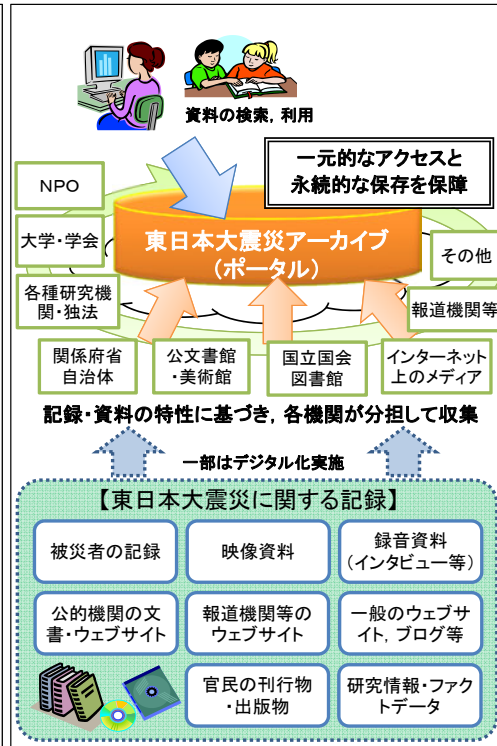 資料の検索，利用
一元的なアクセスと
永続的な保存を保障
NPO
東日本大震災アーカイブ
（ポータル）
大学・学会
その他
各種研究機
関・独法
報道機関等
関係府省
自治体
公文書館
・美術館
国立国会
図書館
インターネット
上のメディア
記録・資料の特性に基づき，各機関が分担して収集
一部はデジタル化実施
【東日本大震災に関する記録】
被災者の記録
映像資料
録音資料
（インタビュー等）
公的機関の文
書・ウェブサイト
報道機関等の
ウェブサイト
一般のウェブサ
イト，ブログ等
官民の刊行物
・出版物
研究情報・ファク
トデータ